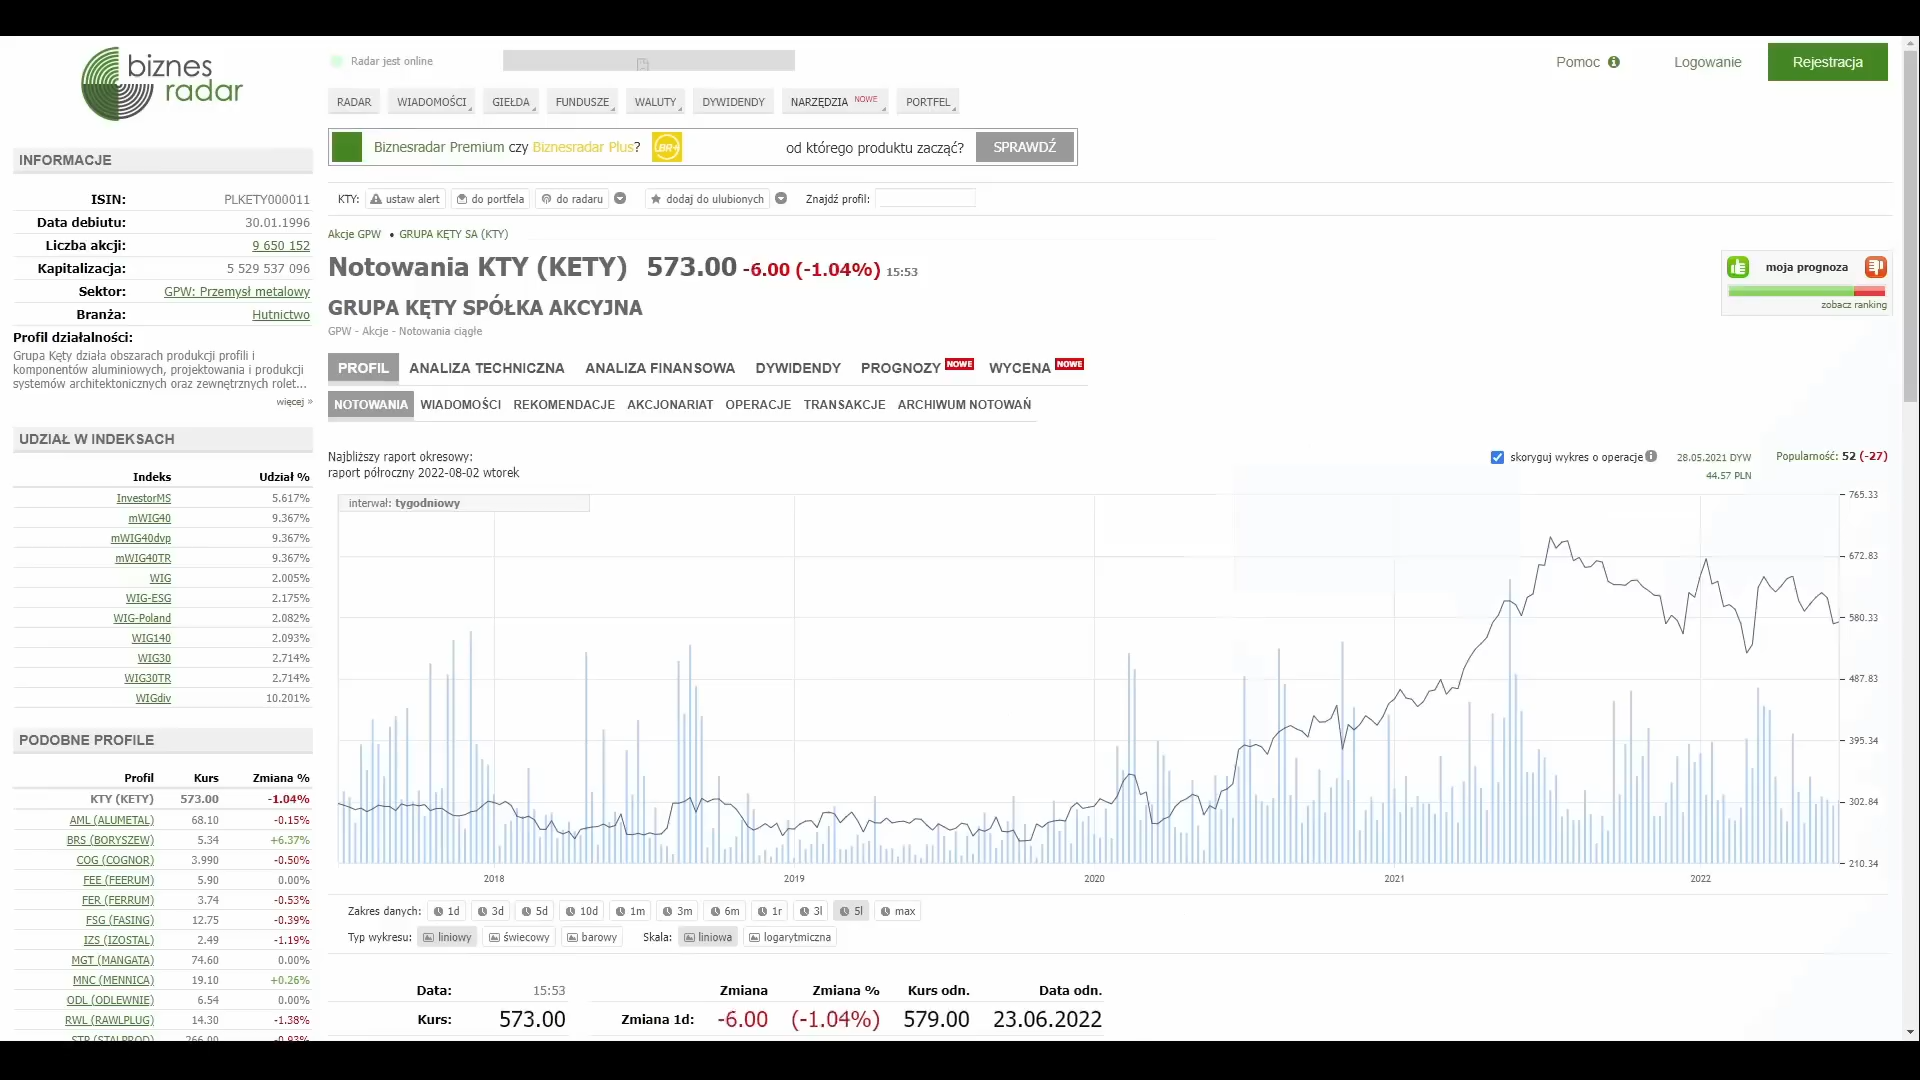 biznes
radar
Radar jest online
Pomoc
Logowanie
Rejestracja
RADAR
WIADOMOŚCI
GIEŁDA
FUNDUSZE
WALUTY
DYWIDENDY
NARZĘDZIA NOWE
PORTFEL
Biznesradar Premium czy Biznesradar Plus? BR+ od którego produktu zacząć? SPRAWDŹ
INFORMACJE
ISIN: PLKETY000011
Data debiutu: 30.01.1996
Liczba akcji: 9 650 152
Kapitalizacja: 5 529 537 096
Sektor: GPW: Przemysł metalowy
Branża: Hutnictwo
Profil działalności:
Grupa Kęty działa obszarach produkcji profili i
komponentów aluminiowych, projektowania i produkcji
systemów architektonicznych oraz zewnętrznych rolet...
więcej »
UDZIAŁ W INDEKSACH
Indeks Udział %
InvestorMS 5.617%
mWIG40 9.367%
mWIG40dvp 9.367%
mWIG40TR 9.367%
WIG 2.005%
WIG-ESG 2.175%
WIG-Poland 2.082%
WIG140 2.093%
WIG30 2.714%
WIG30TR 2.714%
WIGdiv 10.201%
PODOBNE PROFILE
Profil Kurs Zmiana %
KTY (KETY) 573.00 -1.04%
AML (ALUMETAL) 68.10 -0.15%
BRS (BORYSZEW) 5.34 +6.37%
COG (COGNOR) 3.990 -0.50%
FEE (FEERUM) 5.90 0.00%
FER (FERRUM) 3.74 -0.53%
FSG (FASING) 12.75 -0.39%
IZS (IZOSTAL) 2.49 -1.19%
MGT (MANGATA) 74.60 0.00%
MNC (MENNICA) 19.10 +0.26%
ODL (ODLEWNIE) 6.54 0.00%
RWL (RAWLPLUG) 14.30 -1.38%
STP (STALPROD) 266.00 -0.93%
KTY: ustaw alert do portfela do radaru dodaj do ulubionych Znajdź profil:
Akcje GPW • GRUPA KĘTY SA (KTY)
Notowania KTY (KETY) 573.00 -6.00 (-1.04%) 15:53
GRUPA KĘTY SPÓŁKA AKCYJNA
GPW - Akcje - Notowania ciągłe
moja prognoza
zobacz ranking
PROFIL ANALIZA TECHNICZNA ANALIZA FINANSOWA DYWIDENDY PROGNOZY NOWE WYCENA NOWE
NOTOWANIA WIADOMOŚCI REKOMENDACJE AKCJONARIAT OPERACJE TRANSAKCJE ARCHIWUM NOTOWAŃ
Najbliższy raport okresowy:
raport półroczny 2022-08-02 wtorek
skoryguj wykres o operacje
28.05.2021 DYW
44.57 PLN
Popularność: 52 (-27)
interwał: tygodniowy
765.33
672.83
580.33
487.83
395.34
302.84
210.34
2018 2019 2020 2021 2022
Zakres danych: 1d 3d 5d 10d 1m 3m 6m 1r 3l 5l max
Typ wykresu: liniowy świecowy barowy Skala: liniowa logarytmiczna
Data: 15:53
Kurs: 573.00
Zmiana Zmiana % Kurs odn. Data odn.
Zmiana 1d: -6.00 (-1.04%) 579.00 23.06.2022